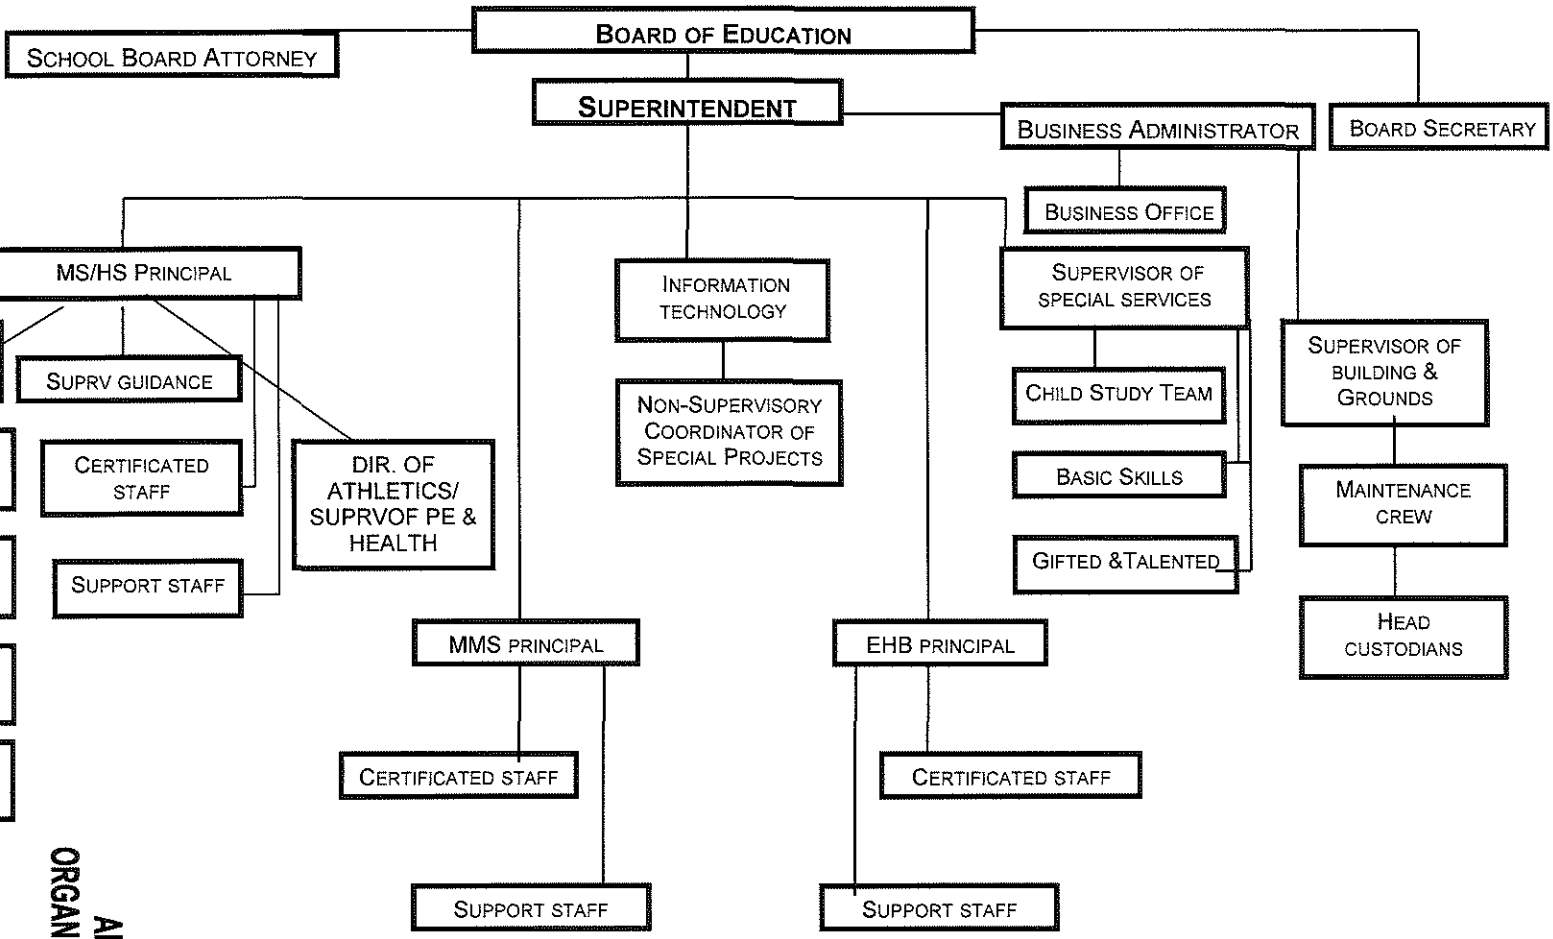 BOARD OF EDUCATION
SCHOOL BOARD ATTORNEY
SUPERINTENDENT
BUSINESS ADMINISTRATOR
BOARD SECRETARY
BUSINESS OFFICE
MS/HS PRINCIPAL
INFORMATION
TECHNOLOGY
SUPERVISOR OF
SPECIAL SERVICES
SUPRV GUIDANCE
SUPERVISOR OF
BUILDING &
GROUNDS
CHILD STUDY TEAM
NON-SUPERVISORY
COORDINATOR OF
SPECIAL PROJECTS
CERTIFICATED
STAFF
DIR. OF
ATHLETICS/
SUPRVOF PE &
HEALTH
BASIC SKILLS
MAINTENANCE
CREW
SUPPORT STAFF
GIFTED &TALENTED
HEAD
CUSTODIANS
MMS PRINCIPAL
EHB PRINCIPAL
CERTIFICATED STAFF
CERTIFICATED STAFF
SUPPORT STAFF
SUPPORT STAFF
ORGAN